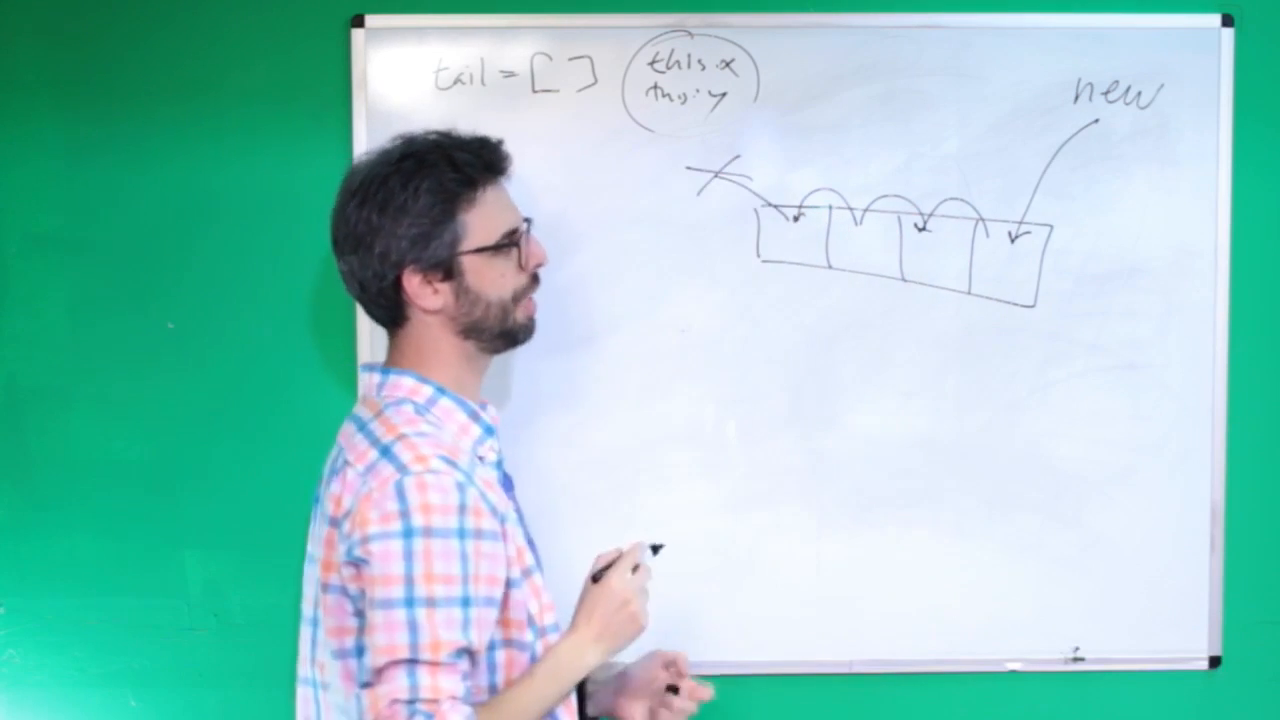 tail = [ ]
this.x
this.y
new